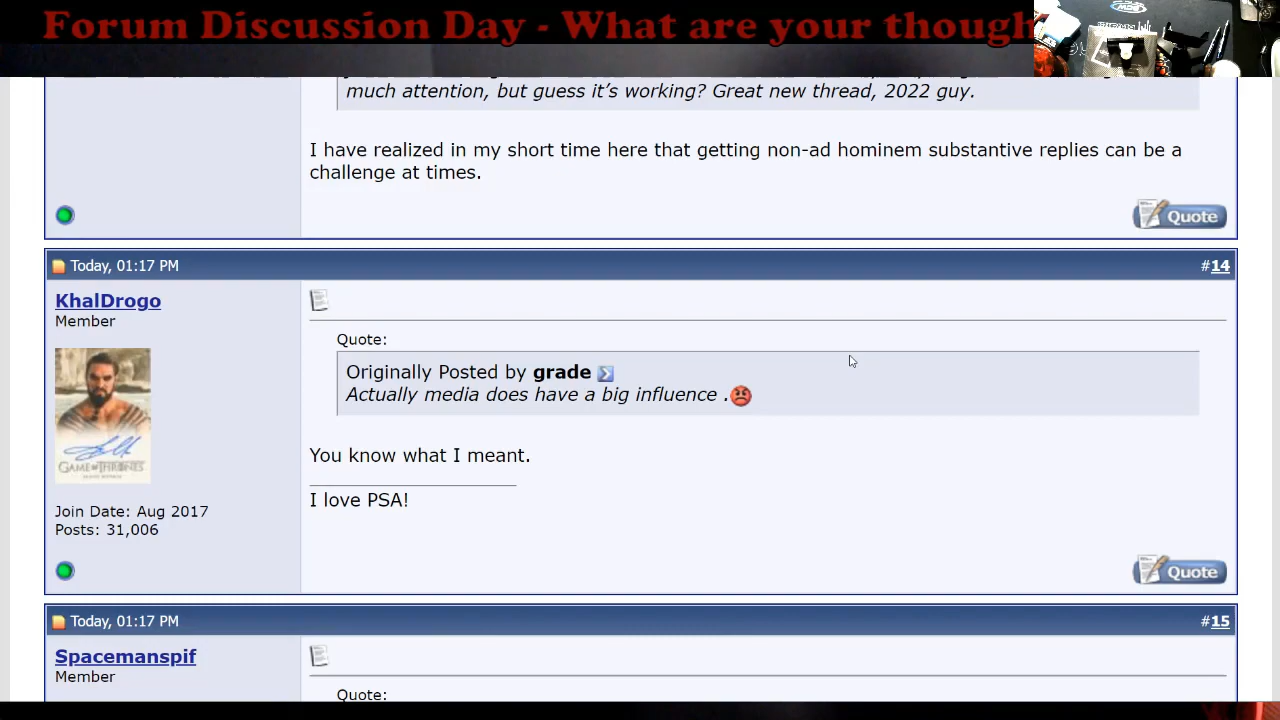 Forum Discussion Day - What are your though
much attention, but guess it’s working? Great new thread, 2022 guy.
I have realized in my short time here that getting non-ad hominem substantive replies can be a
challenge at times.
Quote
Today, 01:17 PM
#14
KhalDrogo
Member
Quote:
Originally Posted by grade
Actually media does have a big influence .
GAME OF THRONES
You know what I meant.
I love PSA!
Join Date: Aug 2017
Posts: 31,006
Quote
Today, 01:17 PM
#15
Spacemanspif
Member
Quote: